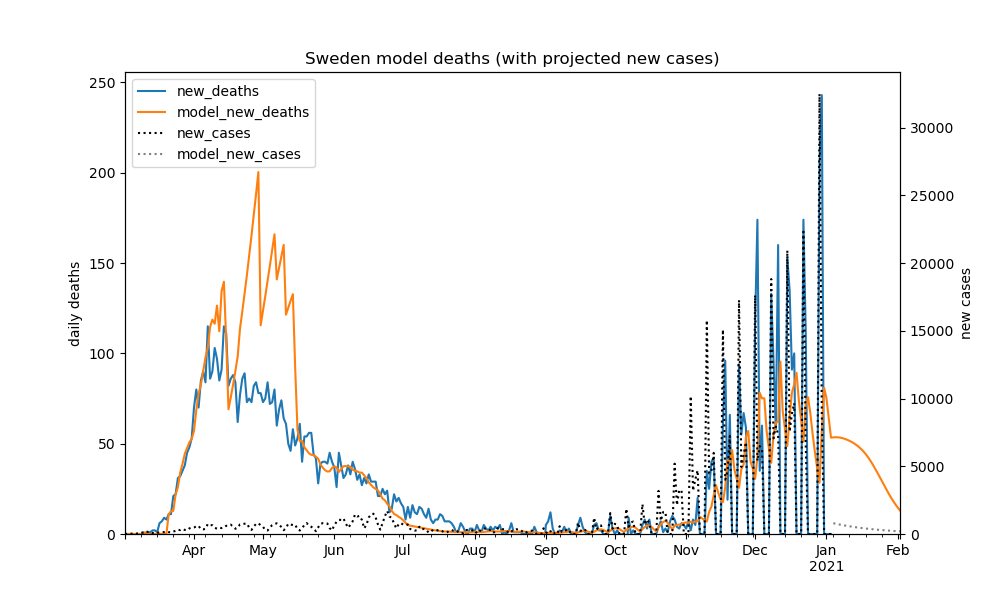 Sweden model deaths (with projected new cases)
new_deaths
model_new_deaths
new_cases
model_new_cases
daily deaths
250
200
150
100
50
0
new cases
30000
25000
20000
15000
10000
5000
0
Apr May Jun Jul Aug Sep Oct Nov Dec Jan Feb
2021